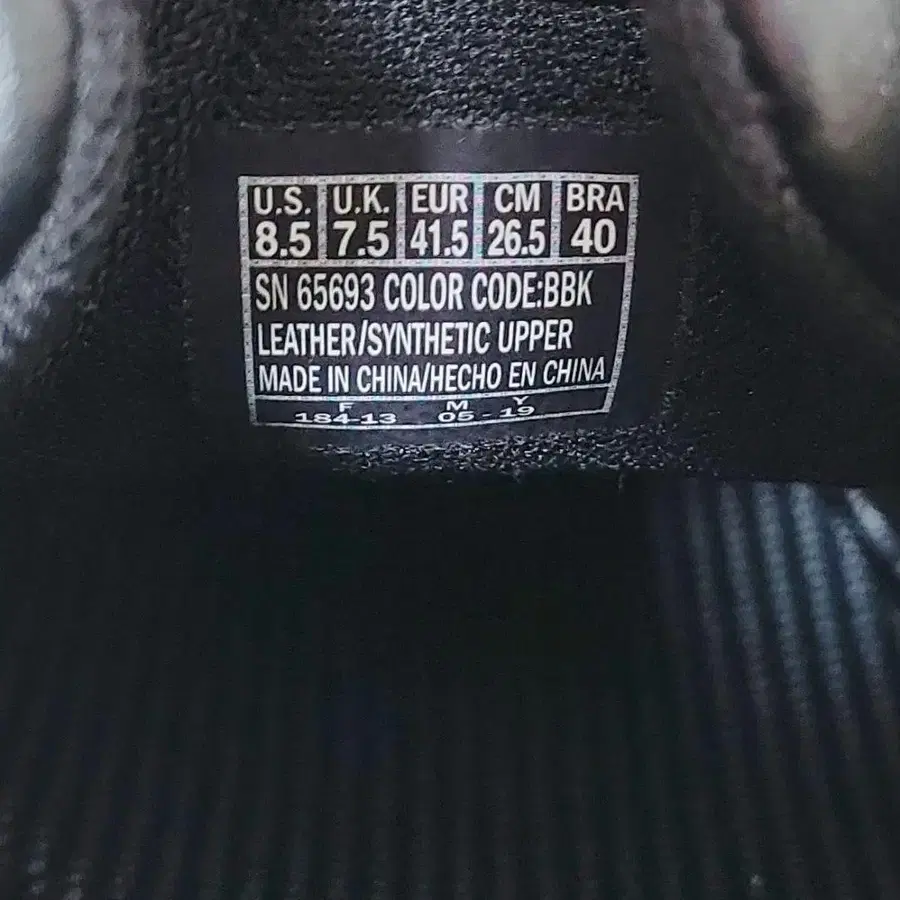 U.S. U.K. EUR CM BRA
8.5 7.5 41.5 26.5 40
SN 65693 COLOR CODE:BBK
LEATHER/SYNTHETIC UPPER
MADE IN CHINA/HECHO EN CHINA
F M Y
184-13 05 - 19